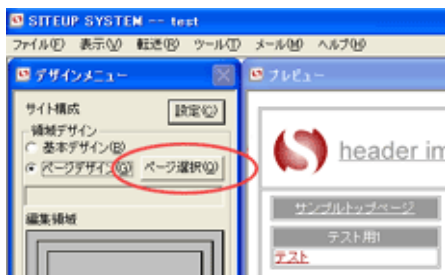 SITEUP SYSTEM -- test
ファイル(F) 表示(V) 転送(R) ツール(T) メール(M) ヘルプ(H)
デザインメニュー
サイト構成 設定(C)
領域デザイン
基本デザイン(B)
ページデザイン(G) ページ選択(Q)
編集領域
プレビュー
header im
サンプルトップページ
テスト用1
テスト